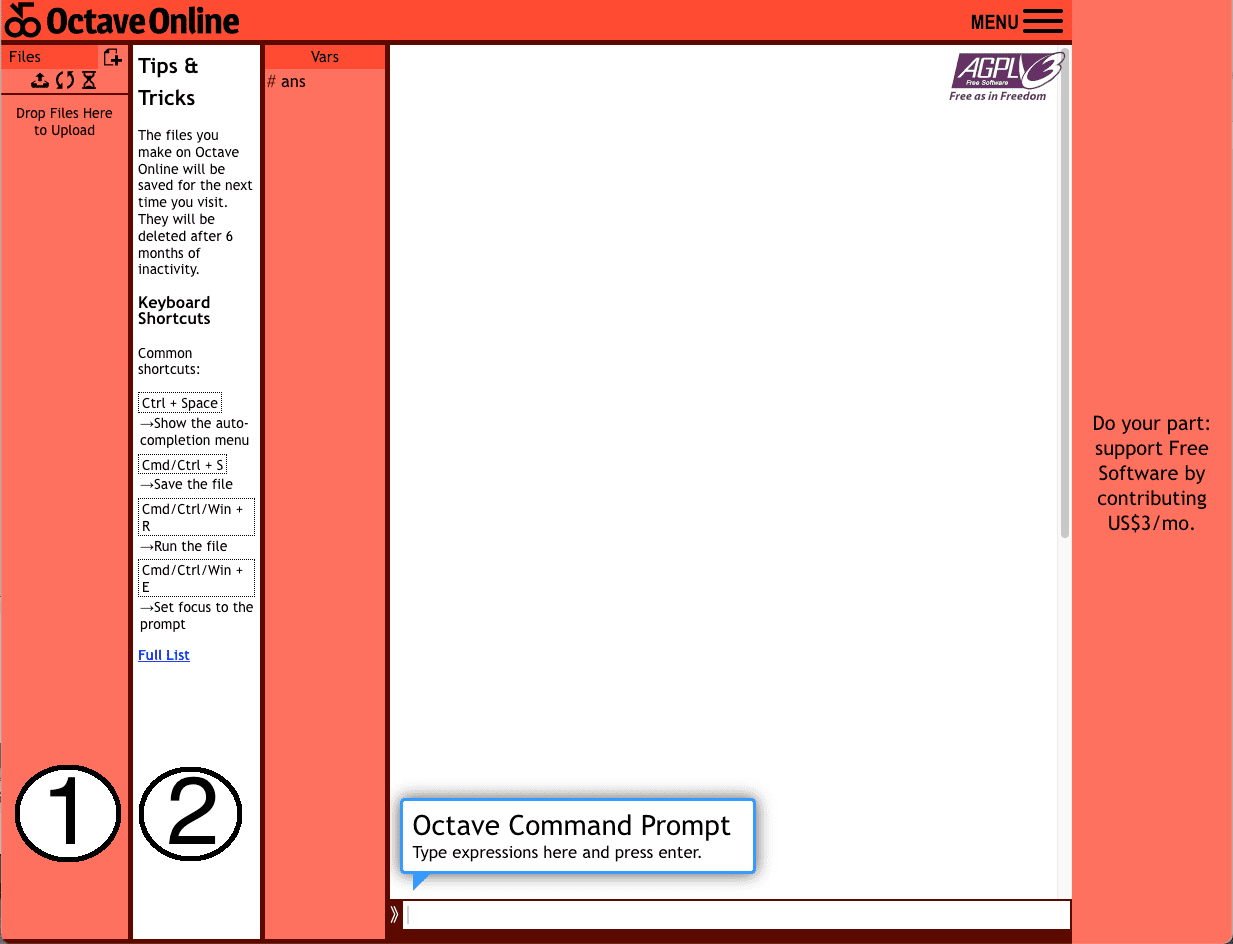 Octave Online
MENU
Files
Drop Files Here
to Upload
Tips &
Tricks
The files you
make on Octave
Online will be
saved for the next
time you visit.
They will be
deleted after 6
months of
inactivity.
Keyboard
Shortcuts
Common
shortcuts:
Ctrl + Space
→Show the auto-
completion menu
Cmd/Ctrl + S
→Save the file
Cmd/Ctrl/Win +
R
→Run the file
Cmd/Ctrl/Win +
E
→Set focus to the
prompt
Full List
1
2
Vars
# ans
AGPLv3
Free Software
Free as in Freedom
Octave Command Prompt
Type expressions here and press enter.
»
Do your part:
support Free
Software by
contributing
US$3/mo.